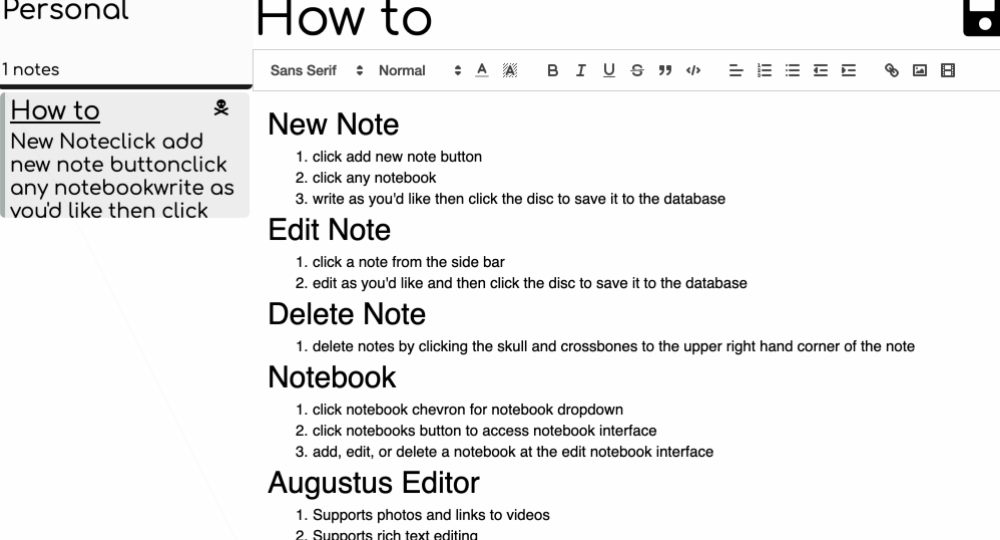 Personal
1 notes
How to
New Noteclick add
new note buttonclick
any notebookwrite as
you'd like then click
How to
Sans Serif Normal A A B I U S
New Note
1. click add new note button
2. click any notebook
3. write as you'd like then click the disc to save it to the database
Edit Note
1. click a note from the side bar
2. edit as you'd like and then click the disc to save it to the database
Delete Note
1. delete notes by clicking the skull and crossbones to the upper right hand corner of the note
Notebook
1. click notebook chevron for notebook dropdown
2. click notebooks button to access notebook interface
3. add, edit, or delete a notebook at the edit notebook interface
Augustus Editor
1. Supports photos and links to videos
2. Supports rich text editing